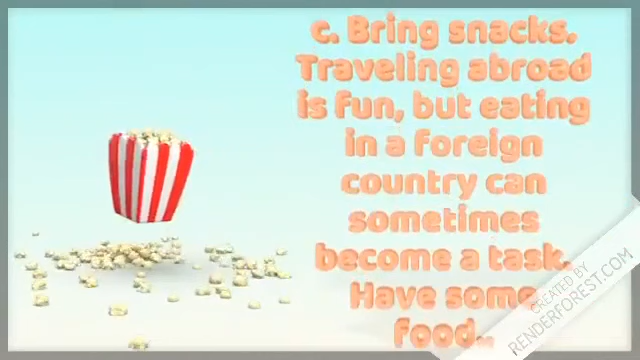 c. Bring snacks.
Traveling abroad
is fun, but eating
in a foreign
country can
sometimes
become a task.
Have some
food..
CREATED BY
RENDERFOREST.COM